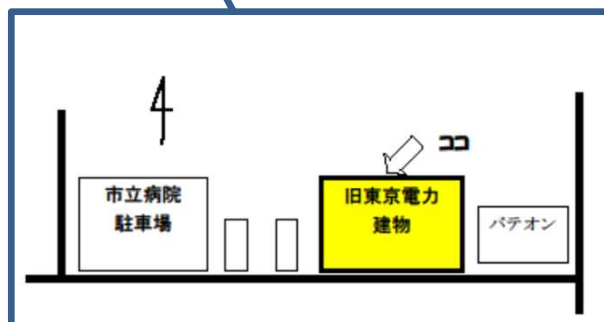 ココ
市立病院
駐車場
旧東京電力
建物
パテオン